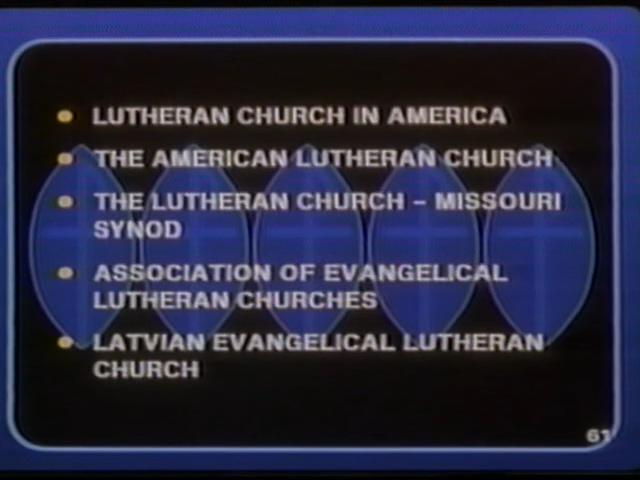 • LUTHERAN CHURCH IN AMERICA
• THE AMERICAN LUTHERAN CHURCH
• THE LUTHERAN CHURCH – MISSOURI
SYNOD
• ASSOCIATION OF EVANGELICAL
LUTHERAN CHURCHES
• LATVIAN EVANGELICAL LUTHERAN
CHURCH
61